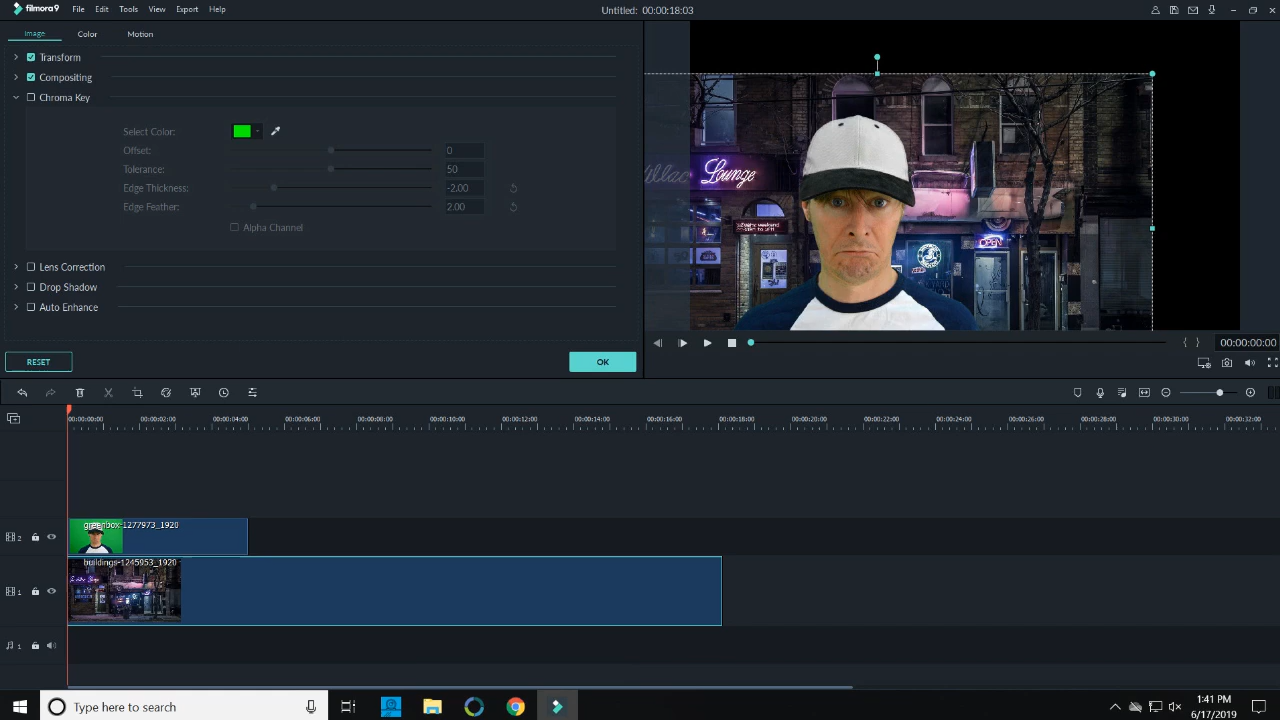 filmora9 File Edit Tools View Export Help Untitled: 00:00:18:03
Image Color Motion
Transform
Compositing
Chroma Key
Select Color:
Offset: 0
Tolerance: 50
Edge Thickness: -2.00
Edge Feather: 2.00
Alpha Channel
Lens Correction
Drop Shadow
Auto Enhance
RESET OK
Lounge
OPEN
00:00:00:00
00:00:00:00 00:00:02:00 00:00:04:00 00:00:06:00 00:00:08:00 00:00:10:00 00:00:12:00 00:00:14:00 00:00:16:00 00:00:18:00 00:00:20:00 00:00:22:00 00:00:24:00 00:00:26:00 00:00:28:00 00:00:30:00 00:00:32:00
2 greenbox-1277973_1920
1 buildings-1245953_1920
1
Type here to search
1:41 PM
6/17/2019